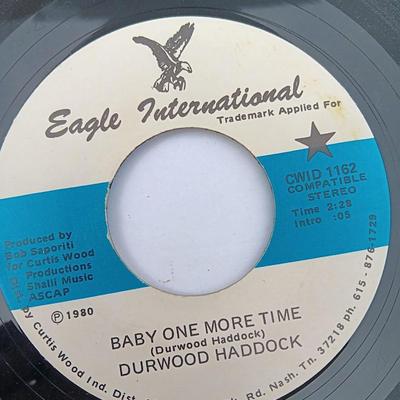 Eagle International
Trademark Applied For
CWID 1162
COMPATIBLE
STEREO
Time 2:28
Intro :05
Produced by
Bob Saporiti
for Curtis Wood
Productions
Shalli Music
ASCAP
℗ 1980
BABY ONE MORE TIME
(Durwood Haddock)
DURWOOD HADDOCK
by Curtis Wood Ind. Dist. Rd. Nash. Tn. 37218 ph. 615 - 876-1729